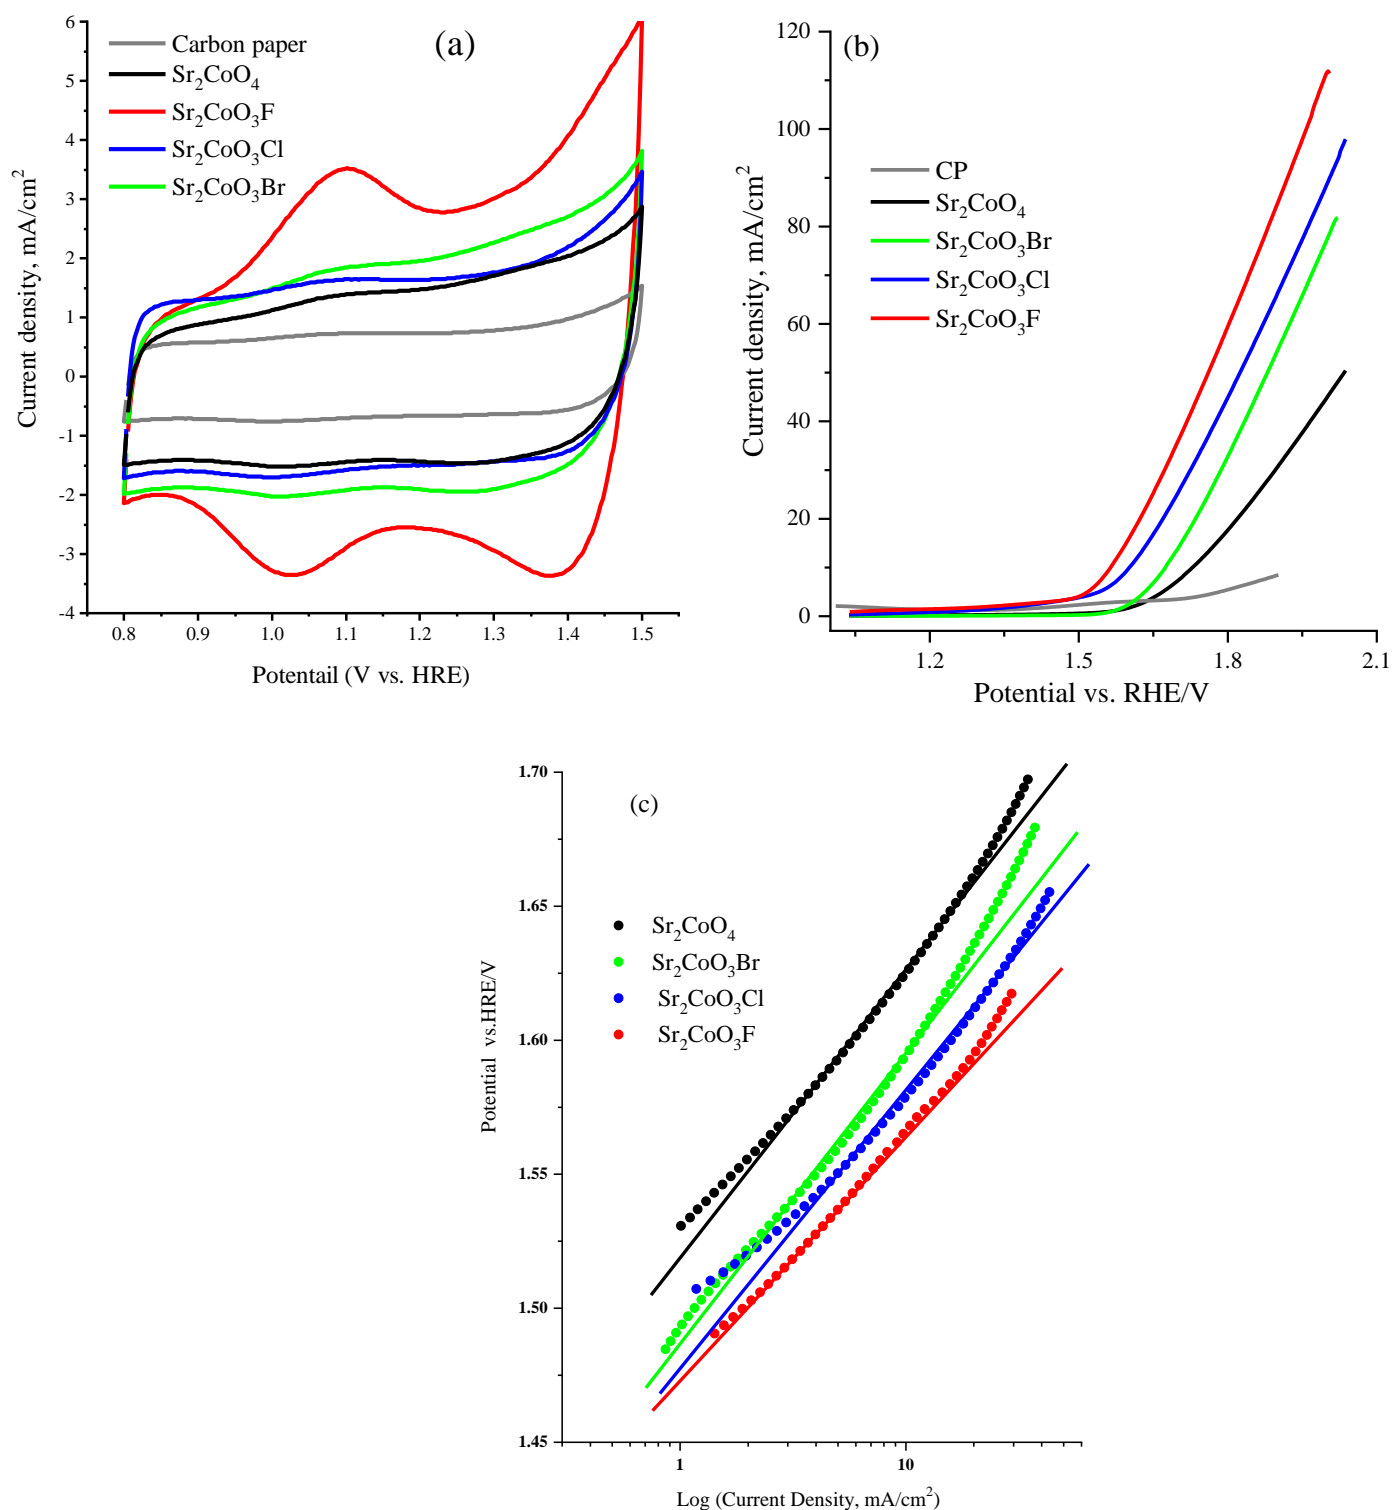 (a)
Carbon paper
Sr₂CoO₄
Sr₂CoO₃F
Sr₂CoO₃Cl
Sr₂CoO₃Br
6
5
4
3
2
1
0
-1
-2
-3
-4
Current density, mA/cm²
0.8 0.9 1.0 1.1 1.2 1.3 1.4 1.5
Potentail (V vs. HRE)
(b)
CP
Sr₂CoO₄
Sr₂CoO₃Br
Sr₂CoO₃Cl
Sr₂CoO₃F
120
100
80
60
40
20
0
Current density, mA/cm²
1.2 1.5 1.8 2.1
Potential vs. RHE/V
(c)
Sr₂CoO₄
Sr₂CoO₃Br
Sr₂CoO₃Cl
Sr₂CoO₃F
1.70
1.65
1.60
1.55
1.50
1.45
Potential vs.HRE/V
1 10
Log (Current Density, mA/cm²)